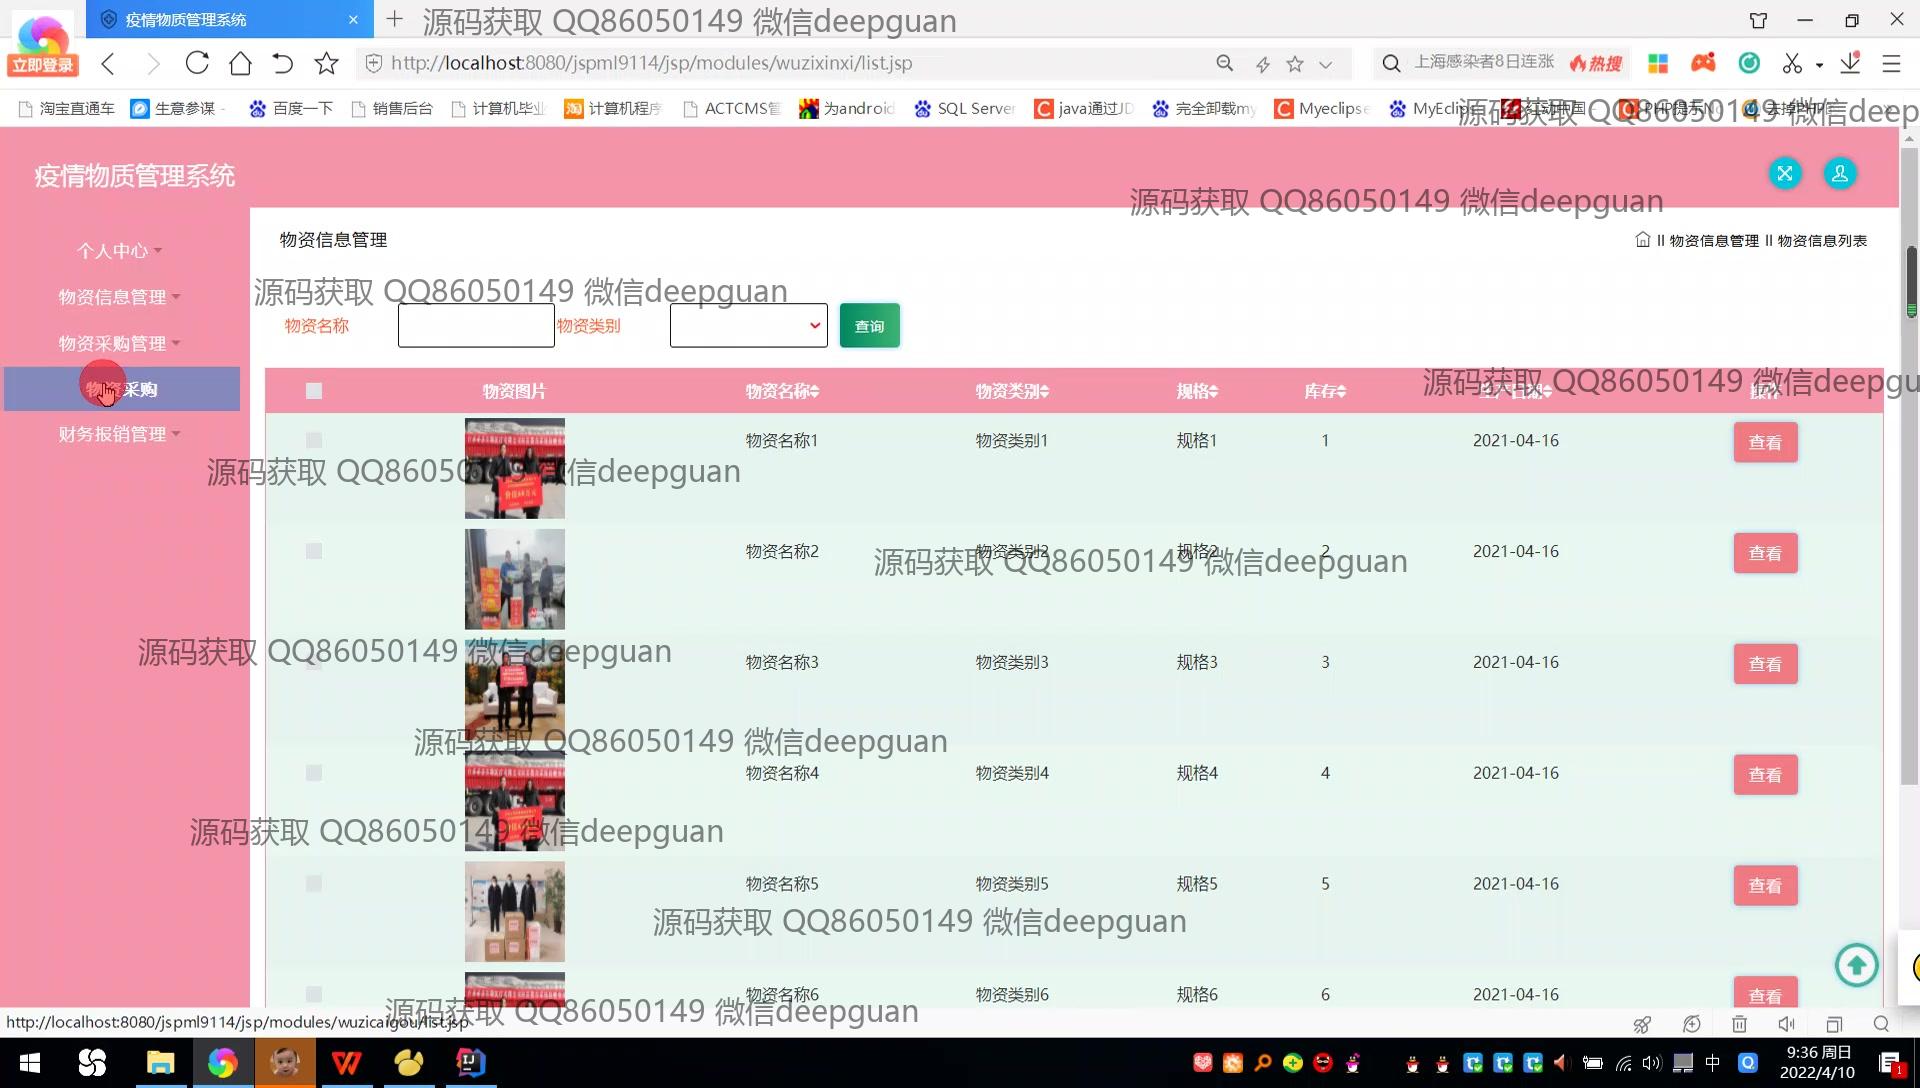 疫情物质管理系统
源码获取 QQ86050149 微信deepguan
立即登录
http://localhost:8080/jspml9114/jsp/modules/wuzixinxi/list.jsp
上海感染者8日连涨
热搜
淘宝直通车
生意参谋 -
百度一下
销售后台
计算机毕业
计算机程序
ACTCMS管
为android
SQL Server
java通过JD
完全卸载my
Myeclipse
MyEclip
源码获取 QQ86050149 微信deep
疫情物质管理系统
源码获取 QQ86050149 微信deepguan
个人中心
物资信息管理
物资采购管理
物资采购
财务报销管理
物资信息管理
II 物资信息管理 II 物资信息列表
源码获取 QQ86050149 微信deepguan
物资名称
物资类别
查询
源码获取 QQ86050149 微信deepgu
物资图片 物资名称 物资类别 规格 库存 生产日期 操作
物资名称1 物资类别1 规格1 1 2021-04-16 查看
源码获取 QQ86050149 微信deepguan
物资名称2 物资类别2 规格2 2 2021-04-16 查看
源码获取 QQ86050149 微信deepguan
物资名称3 物资类别3 规格3 3 2021-04-16 查看
源码获取 QQ86050149 微信deepguan
源码获取 QQ86050149 微信deepguan
物资名称4 物资类别4 规格4 4 2021-04-16 查看
源码获取 QQ86050149 微信deepguan
物资名称5 物资类别5 规格5 5 2021-04-16 查看
源码获取 QQ86050149 微信deepguan
物资名称6 物资类别6 规格6 6 2021-04-16 查看
源码获取 QQ86050149 微信deepguan
http://localhost:8080/jspml9114/jsp/modules/wuzicaigou/list.jsp
中
9:36 周日
2022/4/10
1